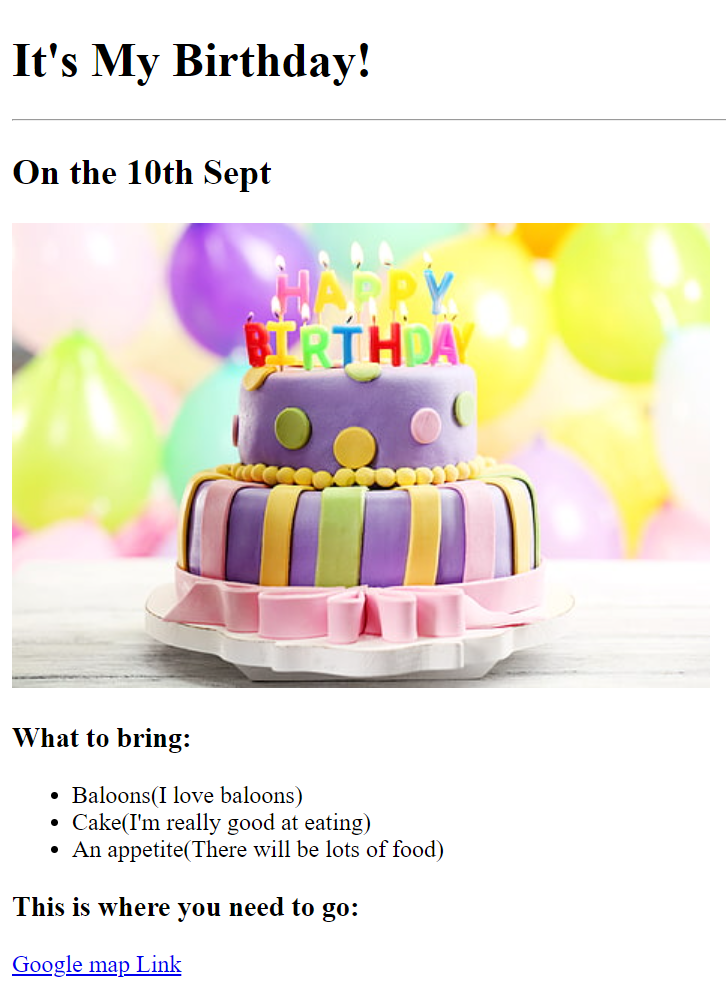 It's My Birthday!
On the 10th Sept
HAPPY
BIRTHDAY
What to bring:
Baloons(I love baloons)
Cake(I'm really good at eating)
An appetite(There will be lots of food)
This is where you need to go:
Google map Link